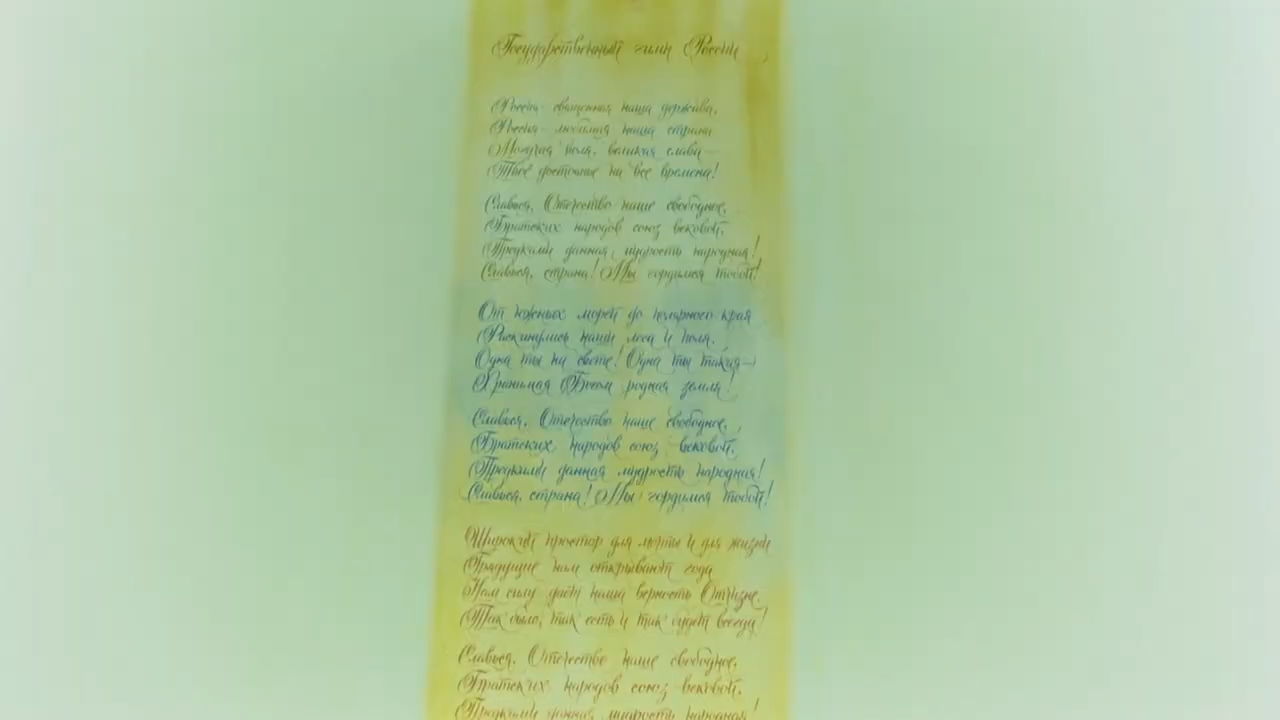 Государственный гимн России
Россия – священная наша держава,
Россия – любимая наша страна
Могучая воля, великая слава –
Твоё достоянье на все времена!
Славься, Отечество наше свободное,
Братских народов союз вековой,
Предками данная мудрость народная!
Славься, страна! Мы гордимся тобой!
От южных морей до полярного края
Раскинулись наши леса и поля.
Одна ты на свете! Одна ты такая –
Хранимая Богом родная земля!
Славься, Отечество наше свободное,
Братских народов союз вековой,
Предками данная мудрость народная!
Славься, страна! Мы гордимся тобой!
Широкий простор для мечты и для жизни
Грядущие нам открывают года
Нам силу даёт наша верность Отчизне.
Так было, так есть и так будет всегда!
Славься, Отечество наше свободное,
Братских народов союз вековой,
Предками данная мудрость народная!